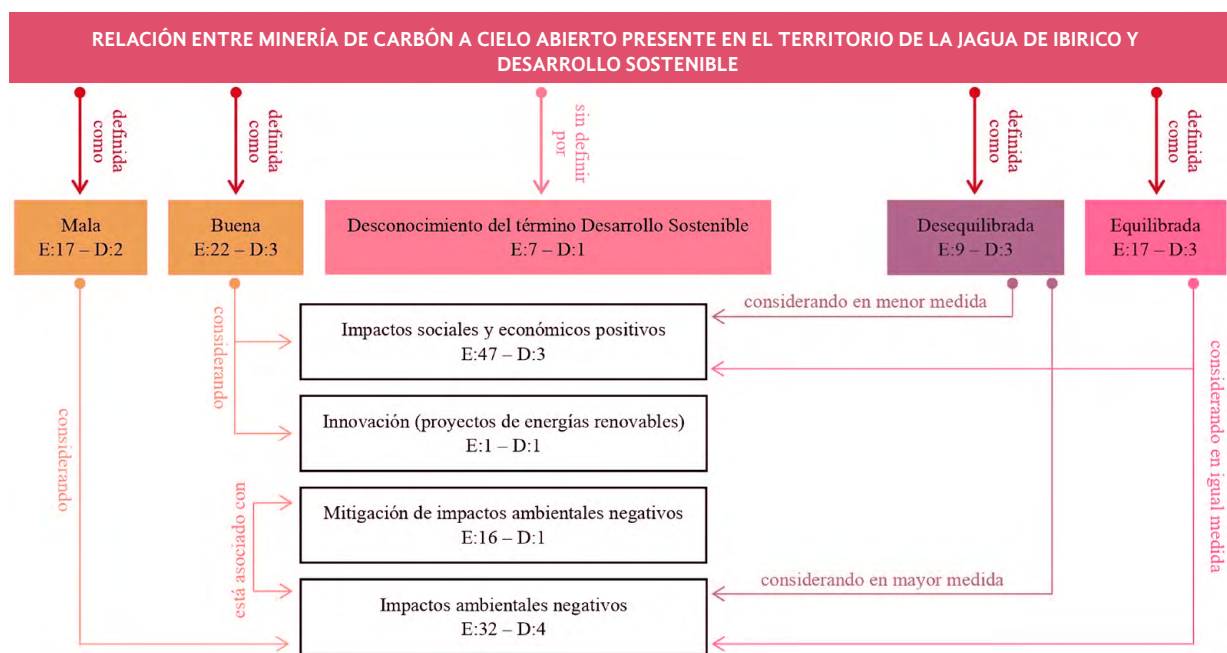 RELACIÓN ENTRE MINERÍA DE CARBÓN A CIELO ABIERTO PRESENTE EN EL TERRITORIO DE LA JAGUA DE IBIRICO Y
DESARROLLO SOSTENIBLE
definida
como
definida
como
sin definir
por
definida
como
definida
como
Mala
E:17 – D:2
Buena
E:22 – D:3
Desconocimiento del término Desarrollo Sostenible
E:7 – D:1
Desequilibrada
E:9 – D:3
Equilibrada
E:17 – D:3
considerando
considerando
Impactos sociales y económicos positivos
E:47 – D:3
considerando en menor medida
Innovación (proyectos de energías renovables)
E:1 – D:1
considerando en igual medida
está asociado con
Mitigación de impactos ambientales negativos
E:16 – D:1
considerando en mayor medida
Impactos ambientales negativos
E:32 – D:4